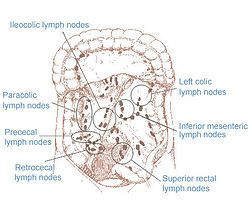 Ileocolic lymph nodes
Paracolic
lymph nodes
Prececal
lymph nodes
Retrocecal
lymph nodes
Left colic
lymph nodes
Inferior mesenteric
lymph nodes
Superior rectal
lymph nodes